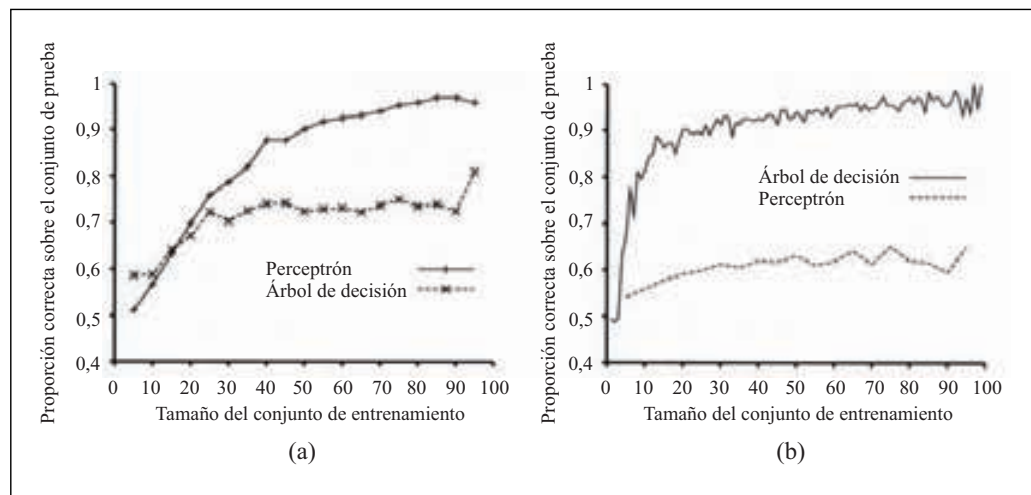 Proporción correcta sobre el conjunto de prueba
1
0,9
0,8
0,7
0,6
0,5
0,4
Perceptrón
Árbol de decisión
0 10 20 30 40 50 60 70 80 90 100
Tamaño del conjunto de entrenamiento
(a)
Proporción correcta sobre el conjunto de prueba
1
0,9
0,8
0,7
0,6
0,5
0,4
Árbol de decisión
Perceptrón
0 10 20 30 40 50 60 70 80 90 100
Tamaño del conjunto de entrenamiento
(b)